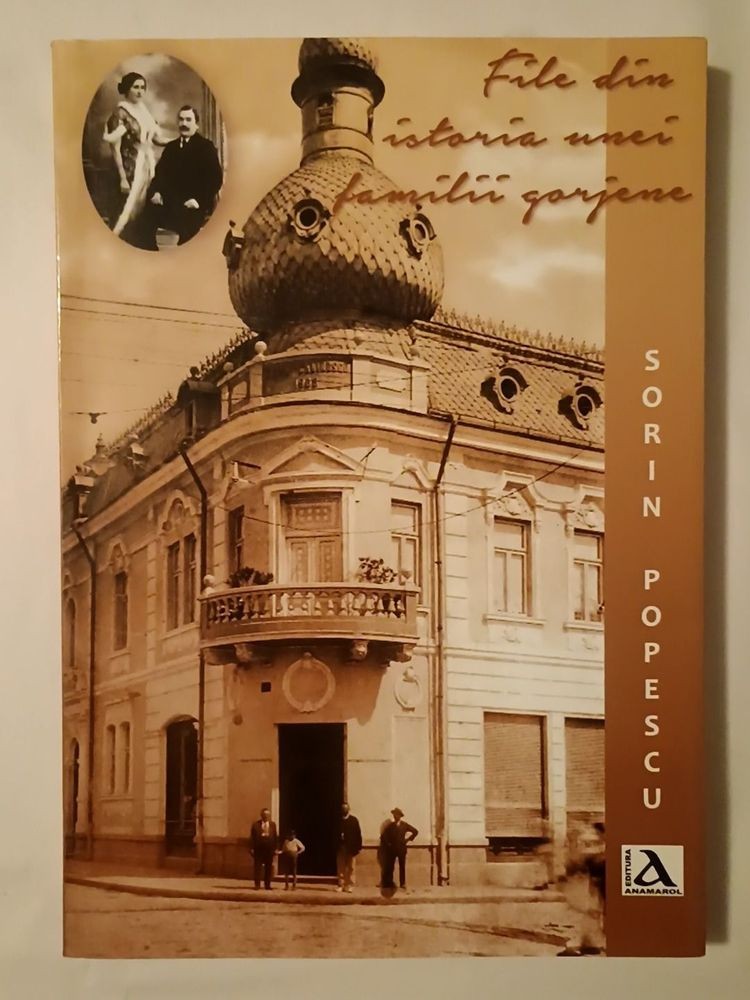 File din
istoria unei
familii gorjene
SORIN POPESCU
EDITURA
ANAMAROL